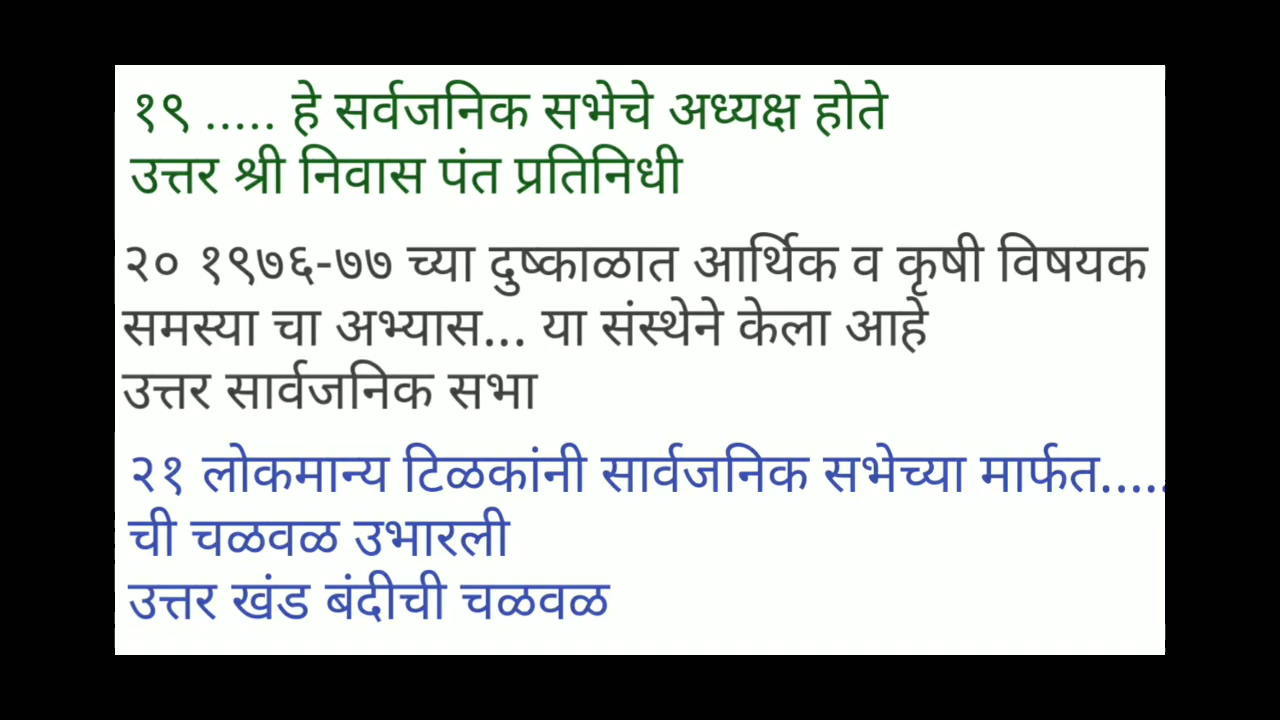 १९ ..... हे सर्वजनिक सभेचे अध्यक्ष होते
उत्तर श्री निवास पंत प्रतिनिधी
२० १९७६-७७ च्या दुष्काळात आर्थिक व कृषी विषयक
समस्या चा अभ्यास... या संस्थेने केला आहे
उत्तर सार्वजनिक सभा
२१ लोकमान्य टिळकांनी सार्वजनिक सभेच्या मार्फत.....
ची चळवळ उभारली
उत्तर खंड बंदीची चळवळ